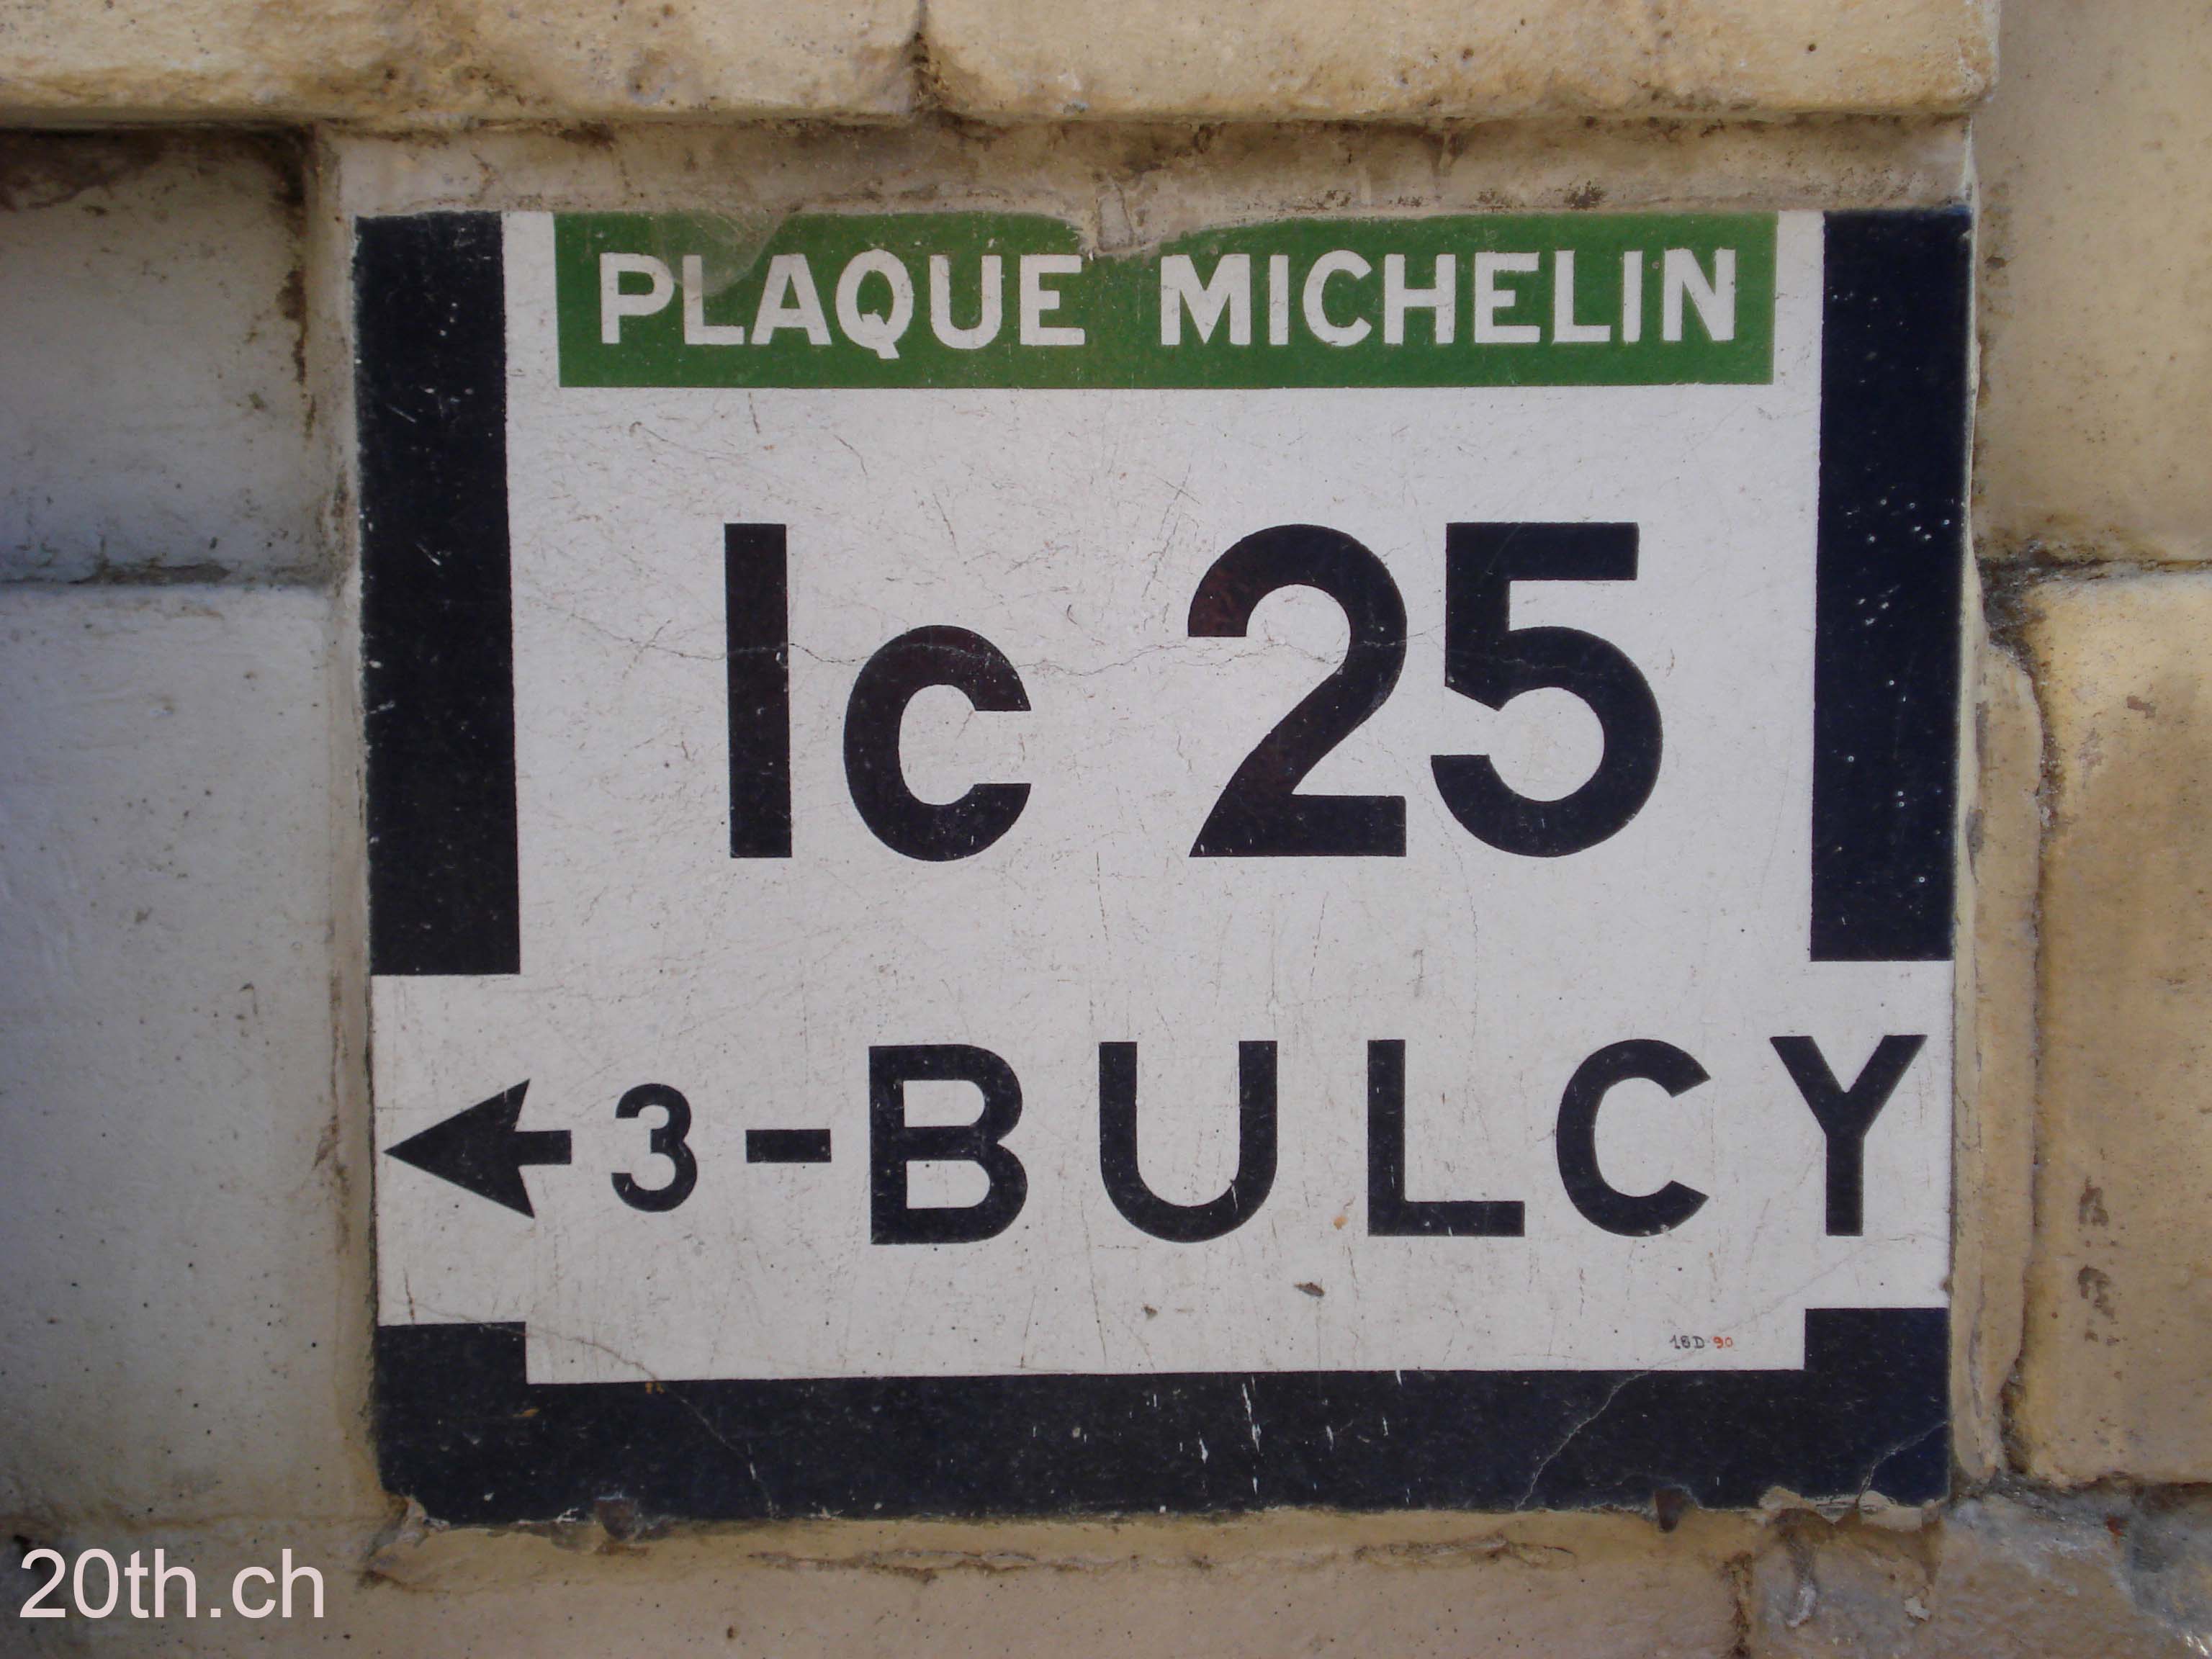 PLAQUE MICHELIN
Ic 25
3-BULCY
18D-90
20th.ch